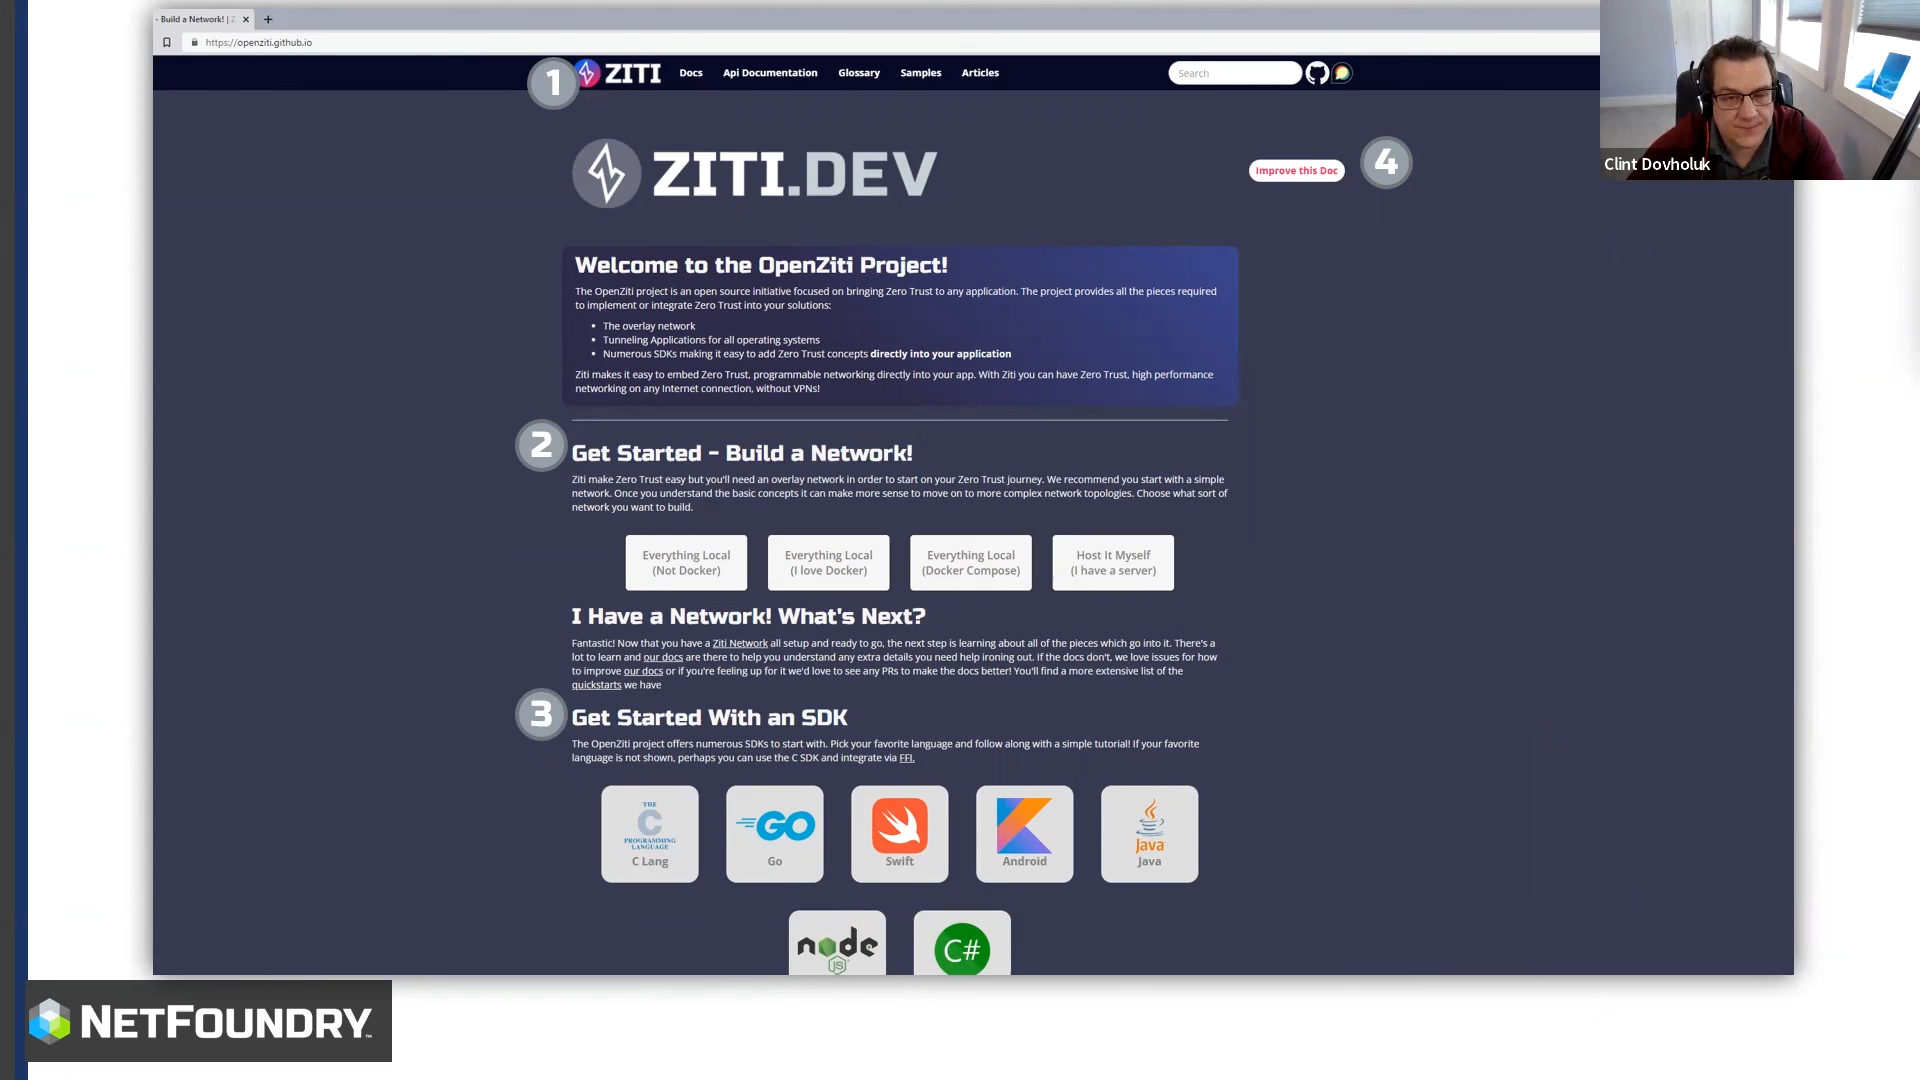 - Build a Network! | Z
https://openziti.github.io
1
ZITI
Docs
Api Documentation
Glossary
Samples
Articles
Search
Clint Dovholuk
ZITI.DEV
Improve this Doc
4
Welcome to the OpenZiti Project!
The OpenZiti project is an open source initiative focused on bringing Zero Trust to any application. The project provides all the pieces required
to implement or integrate Zero Trust into your solutions:
• The overlay network
• Tunneling Applications for all operating systems
• Numerous SDKs making it easy to add Zero Trust concepts directly into your application
Ziti makes it easy to embed Zero Trust, programmable networking directly into your app. With Ziti you can have Zero Trust, high performance
networking on any Internet connection, without VPNs!
2
Get Started - Build a Network!
Ziti make Zero Trust easy but you'll need an overlay network in order to start on your Zero Trust journey. We recommend you start with a simple
network. Once you understand the basic concepts it can make more sense to move on to more complex network topologies. Choose what sort of
network you want to build.
Everything Local
(Not Docker)
Everything Local
(I love Docker)
Everything Local
(Docker Compose)
Host It Myself
(I have a server)
I Have a Network! What's Next?
Fantastic! Now that you have a Ziti Network all setup and ready to go, the next step is learning about all of the pieces which go into it. There's a
lot to learn and our docs are there to help you understand any extra details you need help ironing out. If the docs don't, we love issues for how
to improve our docs or if you're feeling up for it we'd love to see any PRs to make the docs better! You'll find a more extensive list of the
quickstarts we have
3
Get Started With an SDK
The OpenZiti project offers numerous SDKs to start with. Pick your favorite language and follow along with a simple tutorial! If your favorite
language is not shown, perhaps you can use the C SDK and integrate via FFI.
THE
C
PROGRAMMING
LANGUAGE
C Lang
GO
Go
Swift
Android
Java
Java
node
JS
C#
NETFOUNDRY™